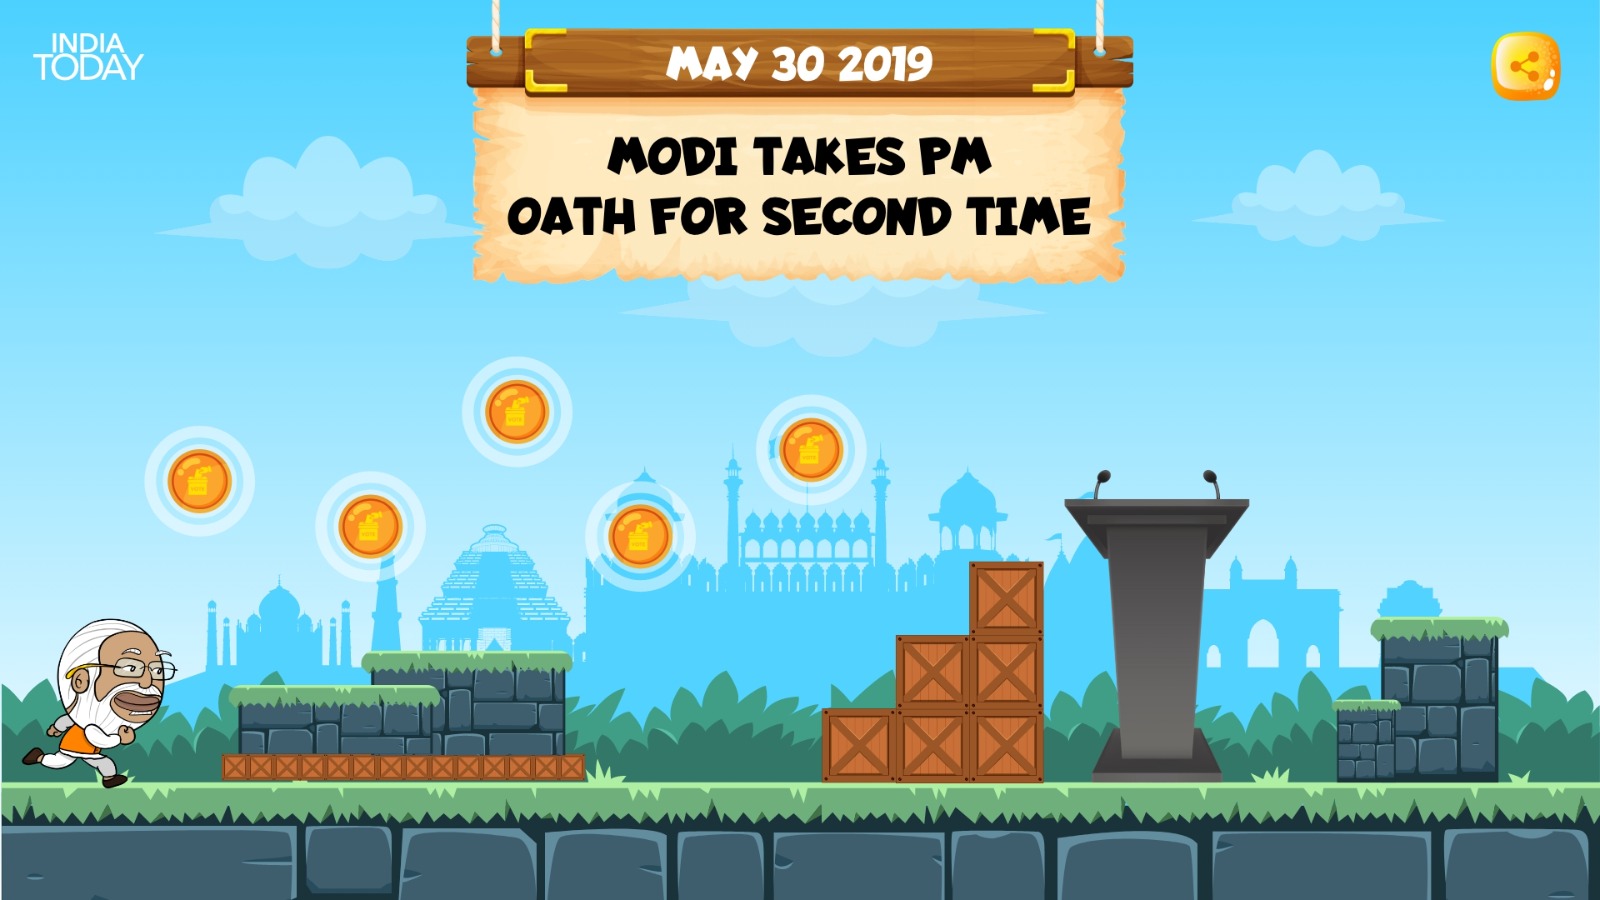 INDIA
TODAY
MAY 30 2019
MODI TAKES PM
OATH FOR SECOND TIME